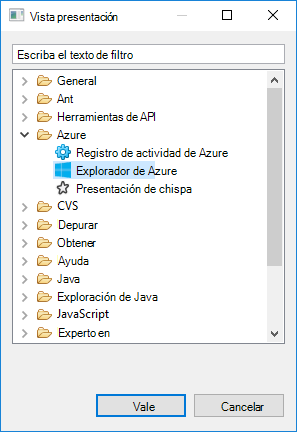 Vista presentación
Escriba el texto de filtro
General
Ant
Herramientas de API
Azure
Registro de actividad de Azure
Explorador de Azure
Presentación de chispa
CVS
Depurar
Obtener
Ayuda
Java
Exploración de Java
JavaScript
Experto en
Vale
Cancelar